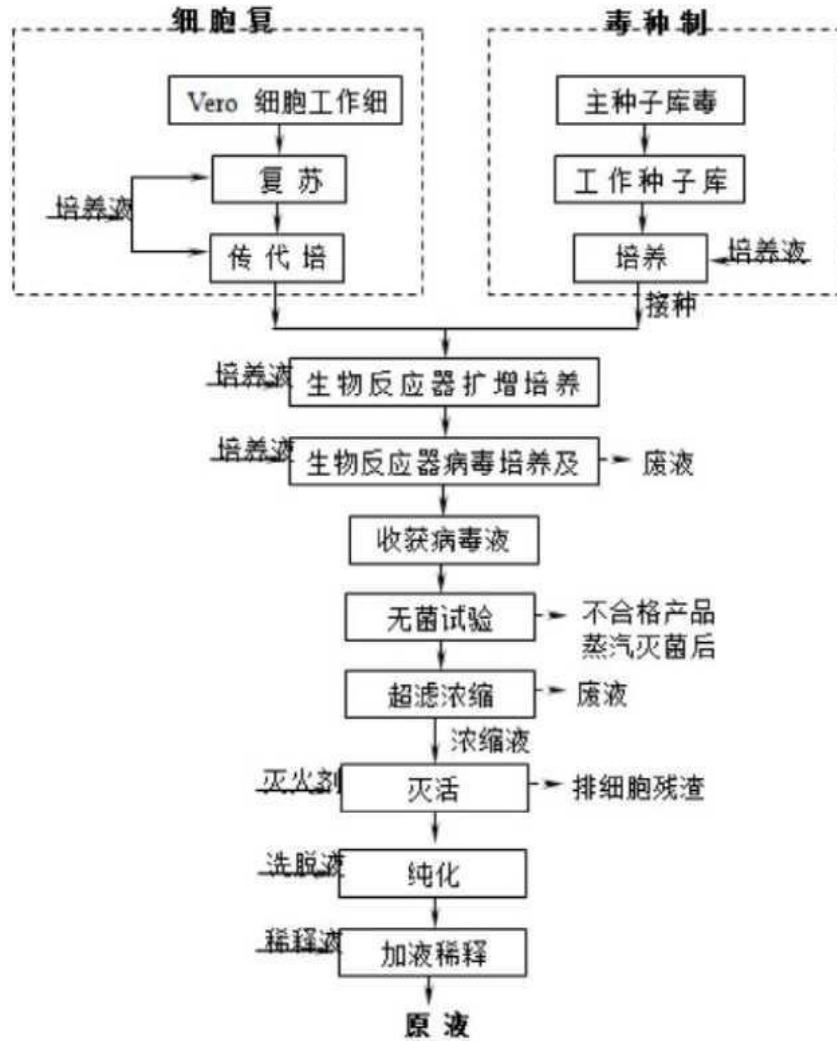 细胞复
毒种制
Vero 细胞工作细
主种子库毒
复苏
工作种子库
培养液
传代培
培养
培养液
接种
培养液
生物反应器扩增培养
培养液
生物反应器病毒培养及
废液
收获病毒液
无菌试验
不合格产品
蒸汽灭菌后
超滤浓缩
废液
浓缩液
灭火剂
灭活
排细胞残渣
洗脱液
纯化
稀释液
加液稀释
原液